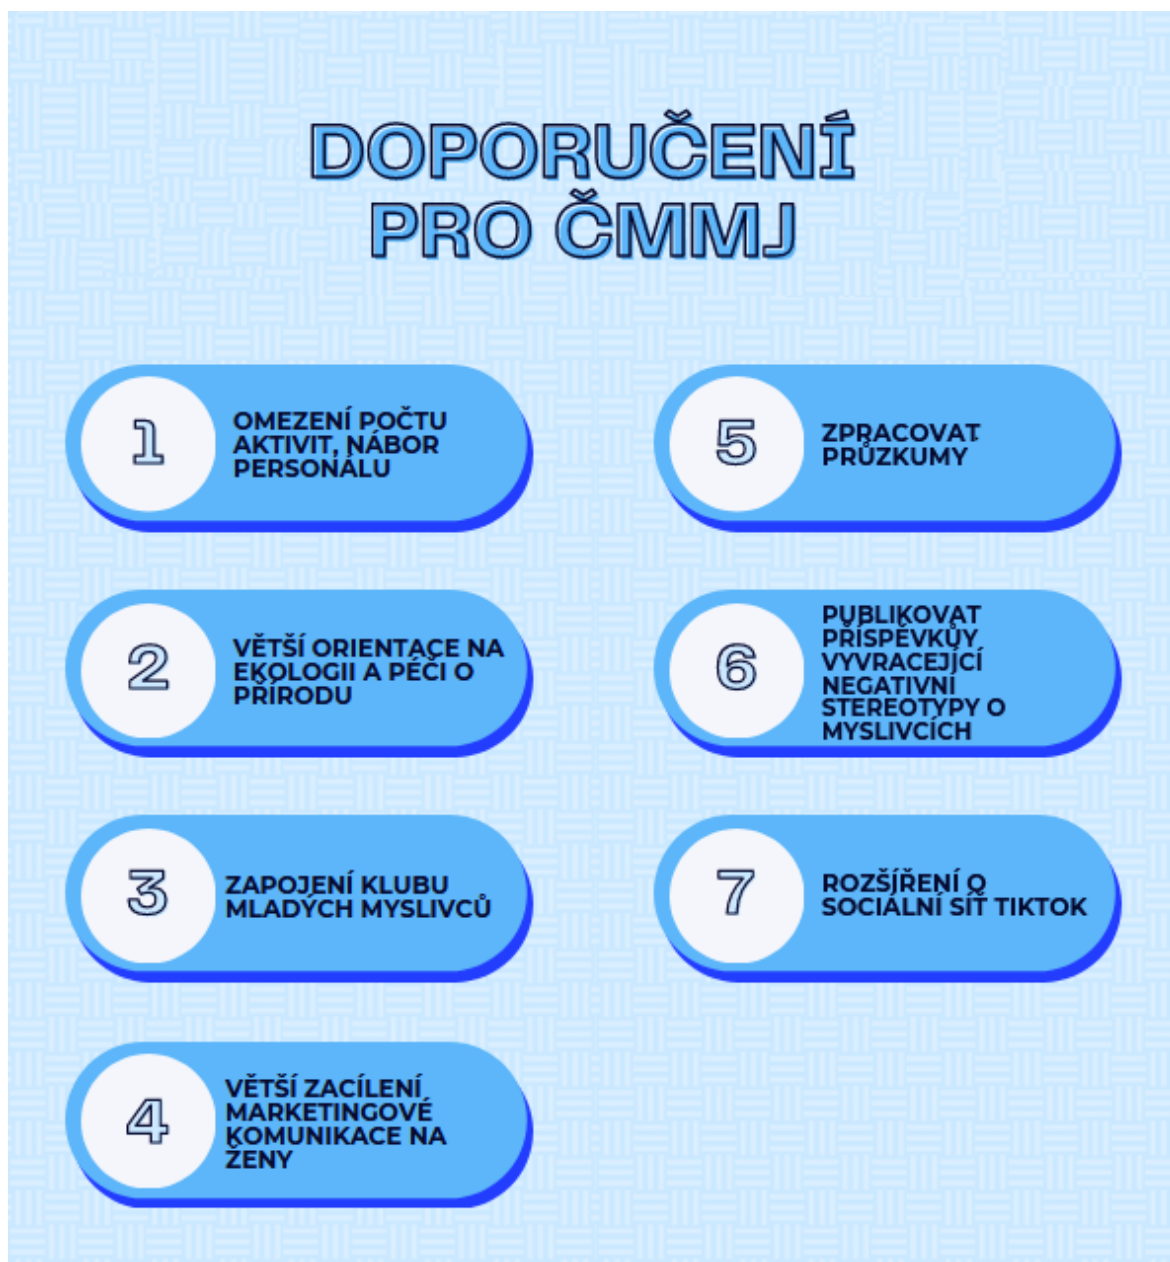 DOPORUČENÍ
PRO ČMMJ
1
OMEZENÍ POČTU
AKTIVIT, NÁBOR
PERSONÁLU
2
VĚTŠÍ ORIENTACE NA
EKOLOGII A PÉČI O
PŘÍRODU
3
ZAPOJENÍ KLUBU
MLADÝCH MYSLIVCŮ
4
VĚTŠÍ ZACÍLENÍ
MARKETINGOVÉ
KOMUNIKACE NA
ŽENY
5
ZPRACOVAT
PRŮZKUMY
6
PUBLIKOVAT
PŘÍSPĚVKŮY
VYVRACEJÍCÍ
NEGATIVNÍ
STEREOTYPY O
MYSLIVCÍCH
7
ROZŠÍŘENÍ O
SOCIÁLNÍ SÍŤ TIKTOK